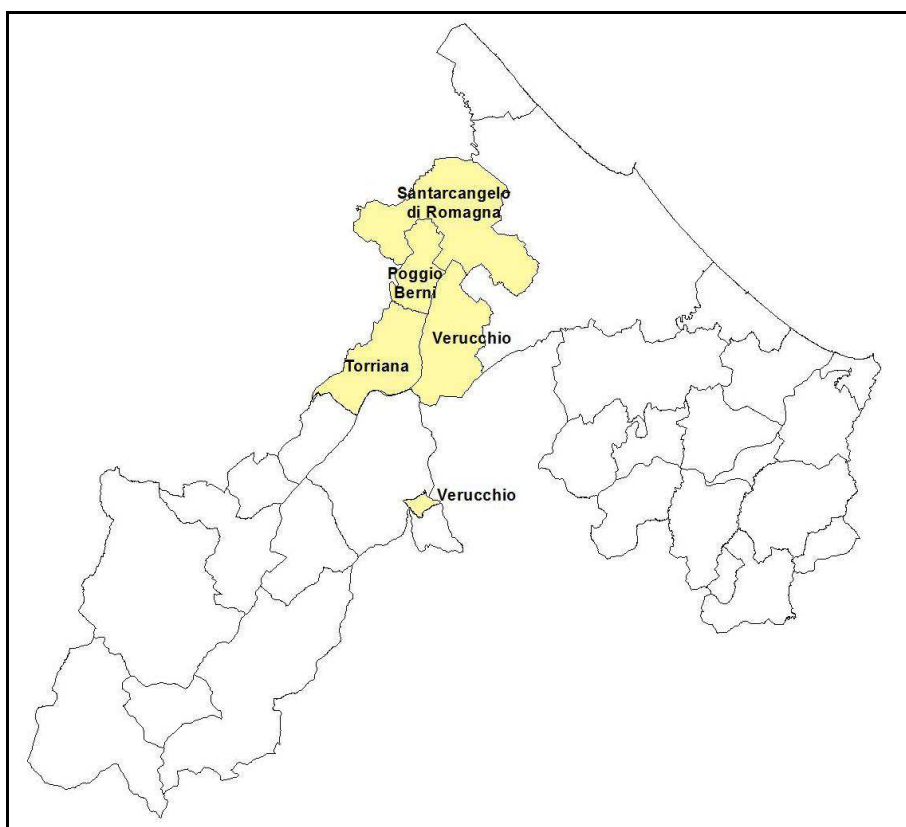 Santarcangelo
di Romagna
Poggio
Berni
Verucchio
Torriana
Verucchio